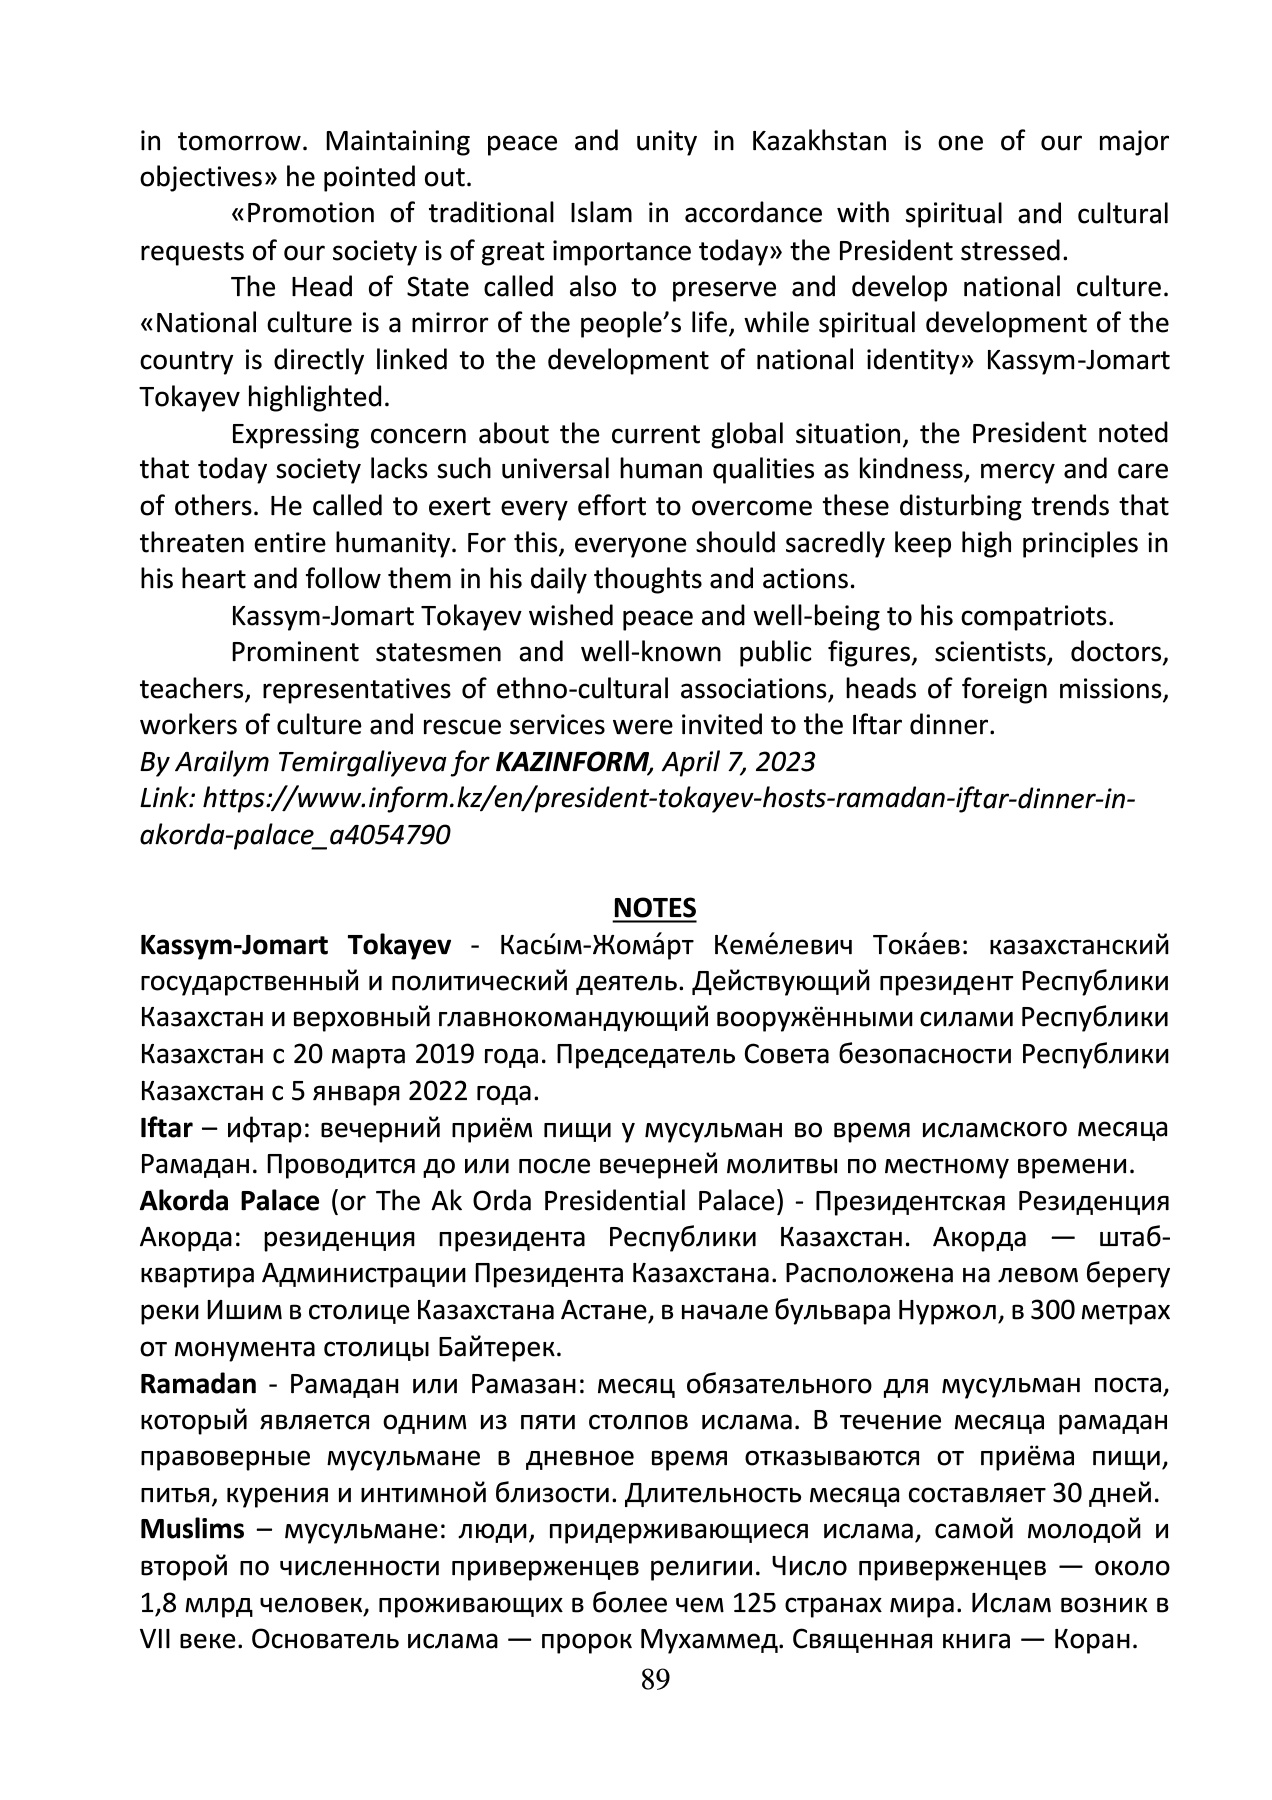 in tomorrow. Maintaining peace and unity in Kazakhstan is one of our major
objectives» he pointed out.
«Promotion of traditional Islam in accordance with spiritual and cultural
requests of our society is of great importance today» the President stressed.
The Head of State called also to preserve and develop national culture.
«National culture is a mirror of the people’s life, while spiritual development of the
country is directly linked to the development of national identity» Kassym-Jomart
Tokayev highlighted.
Expressing concern about the current global situation, the President noted
that today society lacks such universal human qualities as kindness, mercy and care
of others. He called to exert every effort to overcome these disturbing trends that
threaten entire humanity. For this, everyone should sacredly keep high principles in
his heart and follow them in his daily thoughts and actions.
Kassym-Jomart Tokayev wished peace and well-being to his compatriots.
Prominent statesmen and well-known public figures, scientists, doctors,
teachers, representatives of ethno-cultural associations, heads of foreign missions,
workers of culture and rescue services were invited to the Iftar dinner.
By Arailym Temirgaliyeva for KAZINFORM, April 7, 2023
Link: https://www.inform.kz/en/president-tokayev-hosts-ramadan-iftar-dinner-in-
akorda-palace_a4054790
NOTES
Kassym-Jomart Tokayev - Касы́м-Жома́рт Кеме́левич Тока́ев: казахстанский
государственный и политический деятель. Действующий президент Республики
Казахстан и верховный главнокомандующий вооружёнными силами Республики
Казахстан с 20 марта 2019 года. Председатель Совета безопасности Республики
Казахстан с 5 января 2022 года.
Iftar – ифтар: вечерний приём пищи у мусульман во время исламского месяца
Рамадан. Проводится до или после вечерней молитвы по местному времени.
Akorda Palace (or The Ak Orda Presidential Palace) - Президентская Резиденция
Акорда: резиденция президента Республики Казахстан. Акорда — штаб-
квартира Администрации Президента Казахстана. Расположена на левом берегу
реки Ишим в столице Казахстана Астане, в начале бульвара Нуржол, в 300 метрах
от монумента столицы Байтерек.
Ramadan - Рамадан или Рамазан: месяц обязательного для мусульман поста,
который является одним из пяти столпов ислама. В течение месяца рамадан
правоверные мусульмане в дневное время отказываются от приёма пищи,
питья, курения и интимной близости. Длительность месяца составляет 30 дней.
Muslims – мусульмане: люди, придерживающиеся ислама, самой молодой и
второй по численности приверженцев религии. Число приверженцев — около
1,8 млрд человек, проживающих в более чем 125 странах мира. Ислам возник в
VII веке. Основатель ислама — пророк Мухаммед. Священная книга — Коран.
89